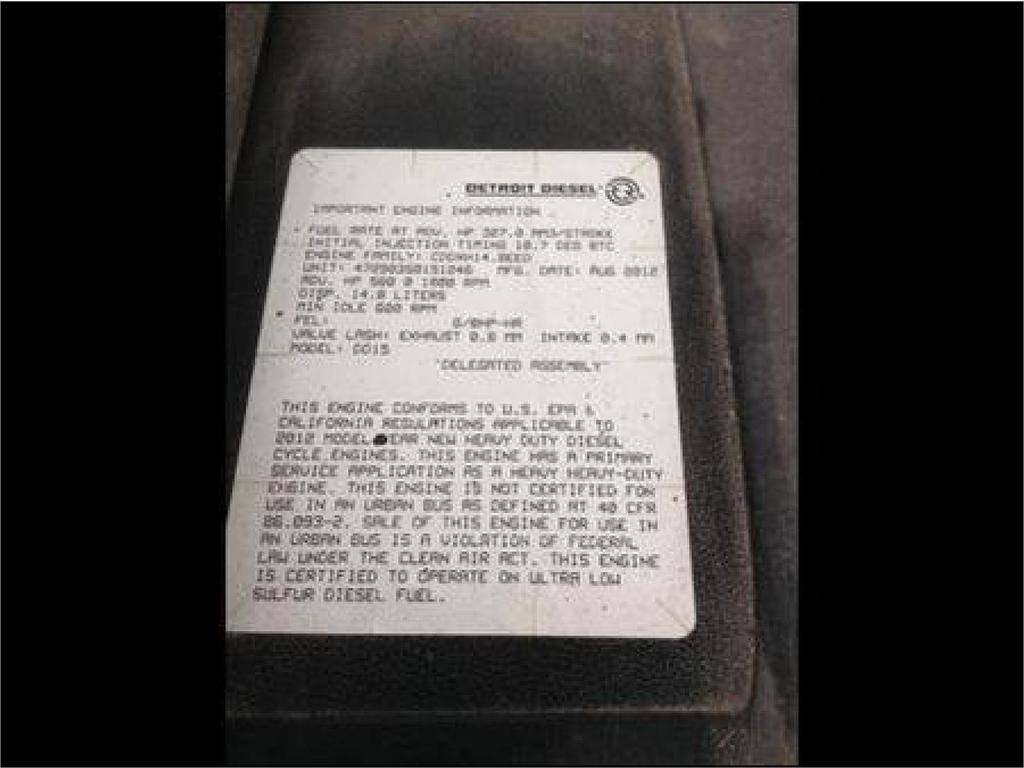 DETROIT DIESEL
IMPORTANT ENGINE INFORMATION
FUEL RATE AT ADV. HP 327.0 MM3/STROKE
INITIAL INJECTION TIMING 10.7 DEG BTC
ENGINE FAMILY:
UNIT: MFG. DATE: AUG 2012
ADV. HP 560 @ 1800 RPM
DISP. 14.8 LITERS
MIN IDLE 600 RPM
FEL: G/BHP-HR
VALVE LASH: EXHAUST 0.6 MM INTAKE 0.4 MM
MODEL: DD15
"DELEGATED ASSEMBLY"
THIS ENGINE CONFORMS TO U.S. EPA &
CALIFORNIA REGULATIONS APPLICABLE TO
2012 MODEL EAR NEW HEAVY DUTY DIESEL
CYCLE ENGINES. THIS ENGINE HAS A PRIMARY
SERVICE APPLICATION AS A HEAVY HEAVY-DUTY
ENGINE. THIS ENGINE IS NOT CERTIFIED FOR
USE IN AN URBAN BUS AS DEFINED AT 40 CFR
86.093-2. SALE OF THIS ENGINE FOR USE IN
AN URBAN BUS IS A VIOLATION OF FEDERAL
LAW UNDER THE CLEAN AIR ACT. THIS ENGINE
IS CERTIFIED TO OPERATE ON ULTRA LOW
SULFUR DIESEL FUEL.